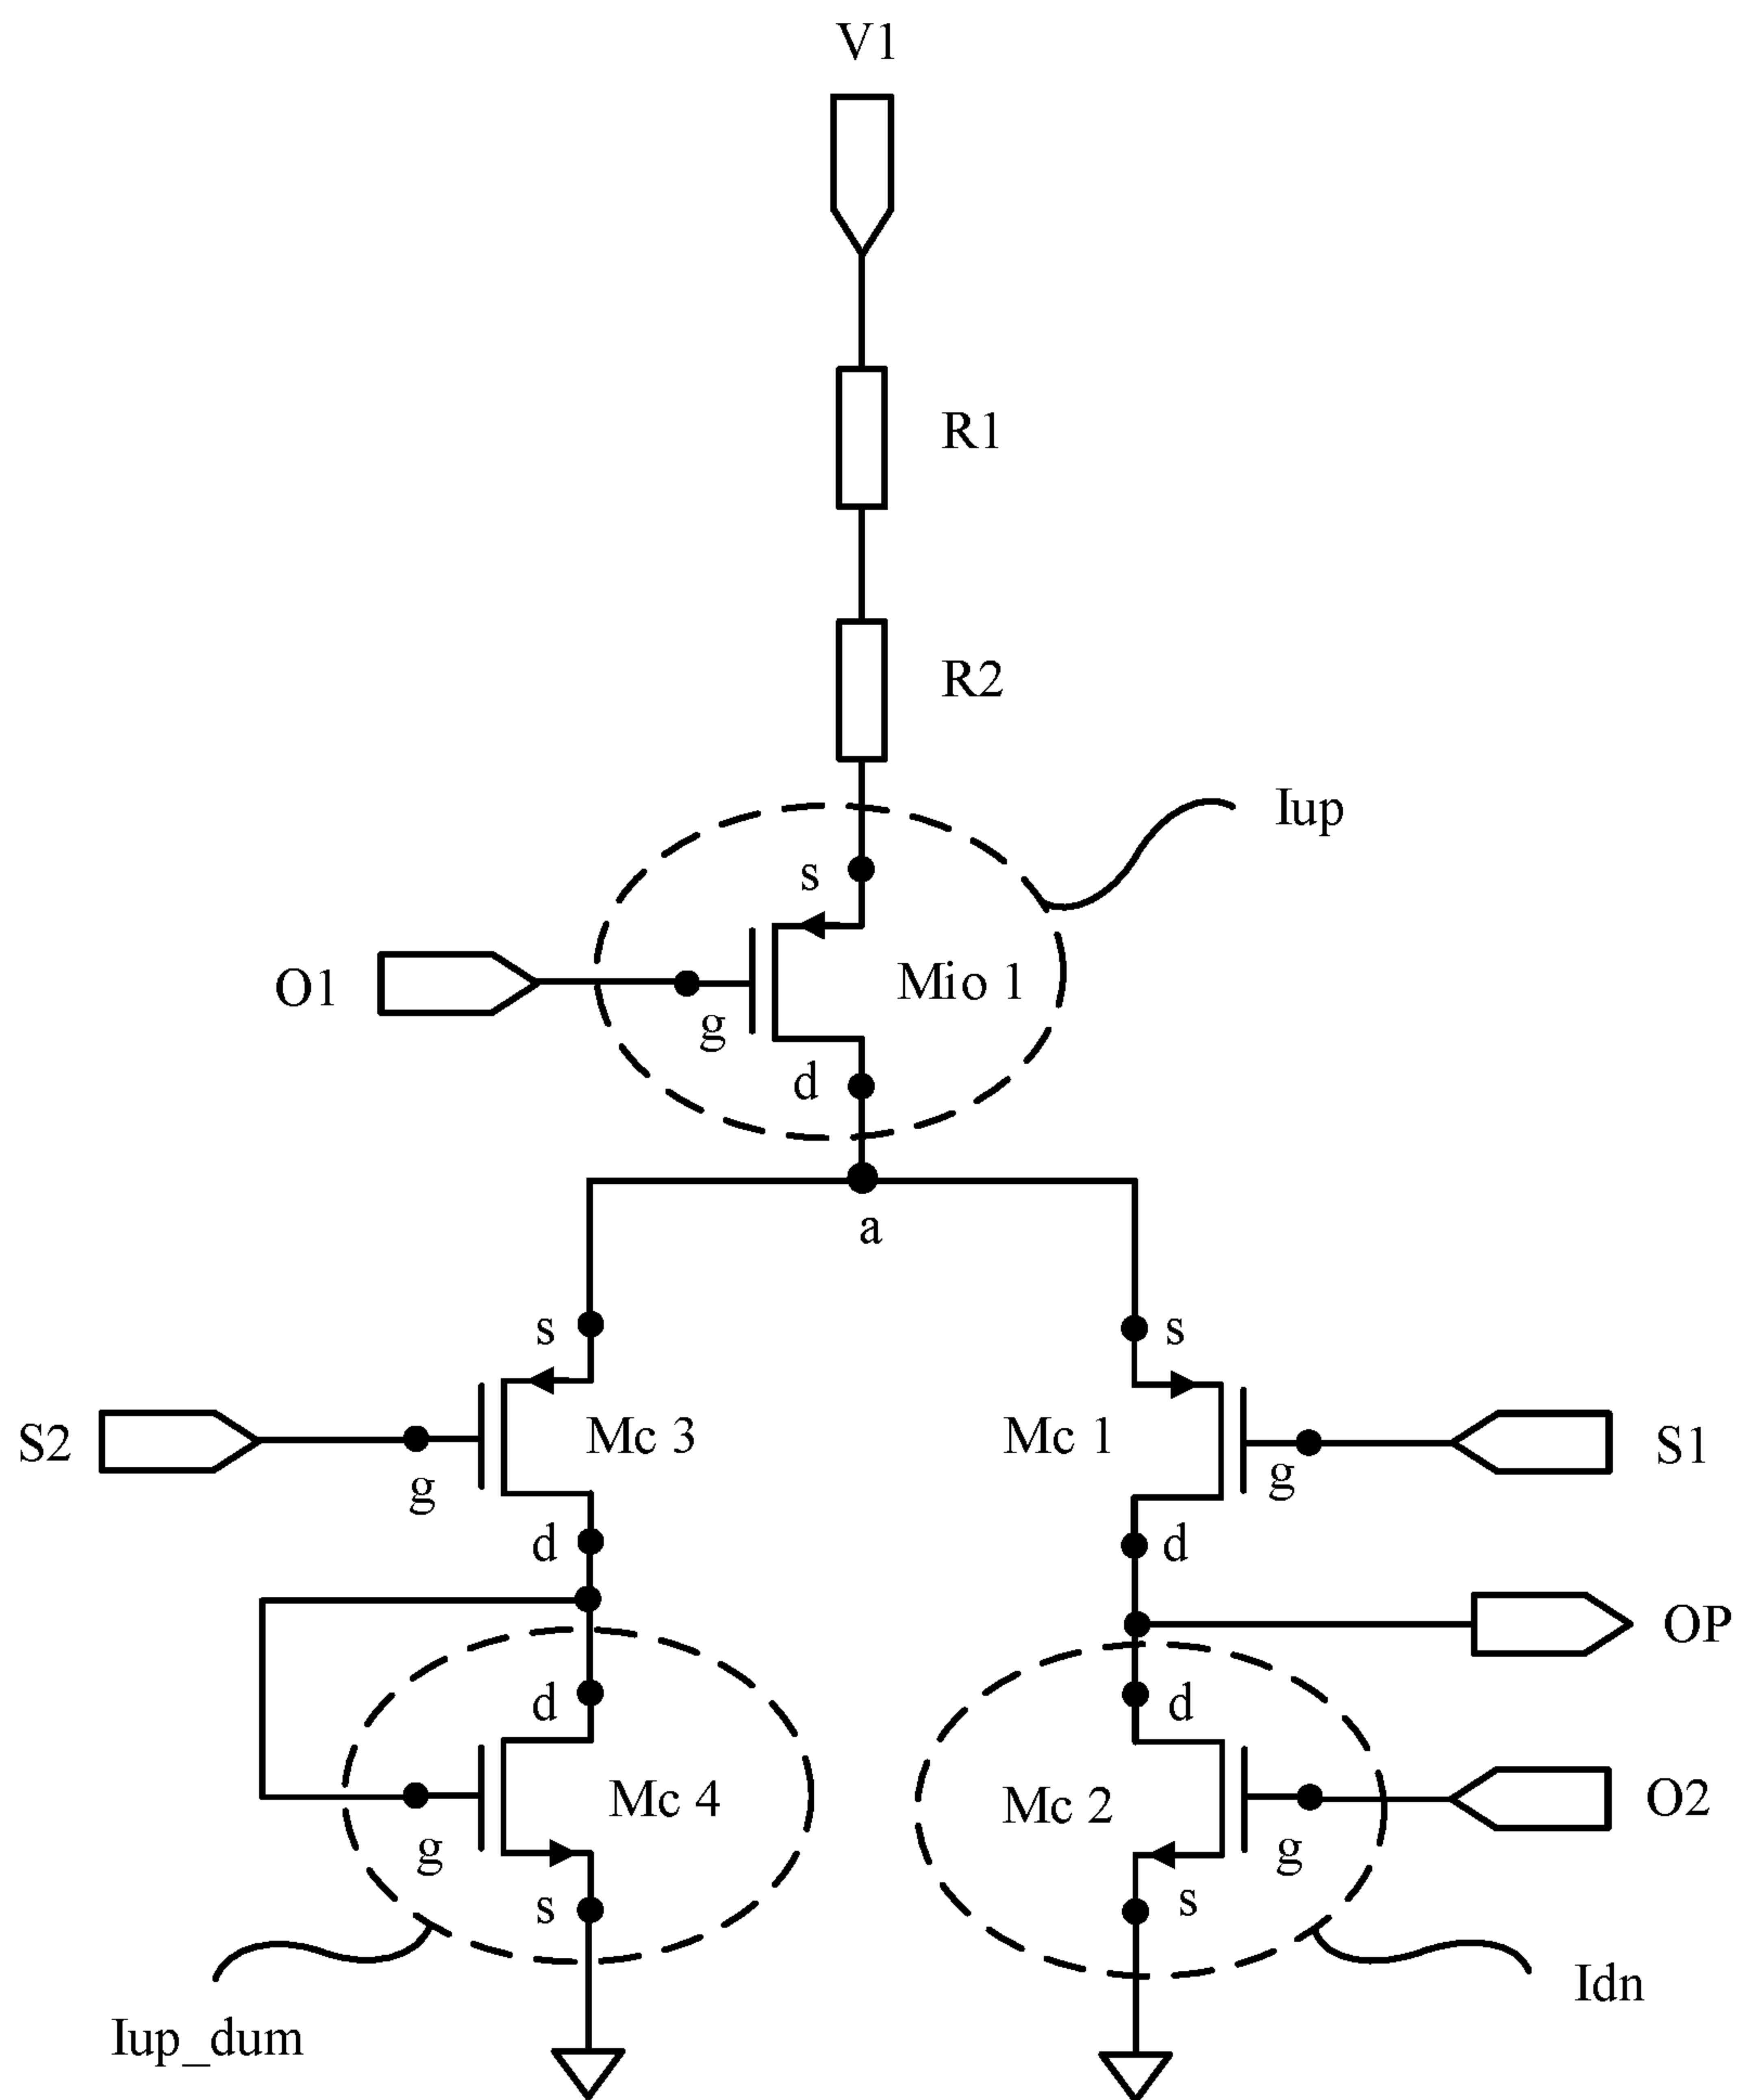 V1
R1
R2
Iup
s
O1
Mio 1
g
d
a
s
s
S2
Mc 3
Mc 1
S1
g
g
d
d
OP
d
d
Mc 4
Mc 2
O2
g
g
s
s
Idn
Iup_dum